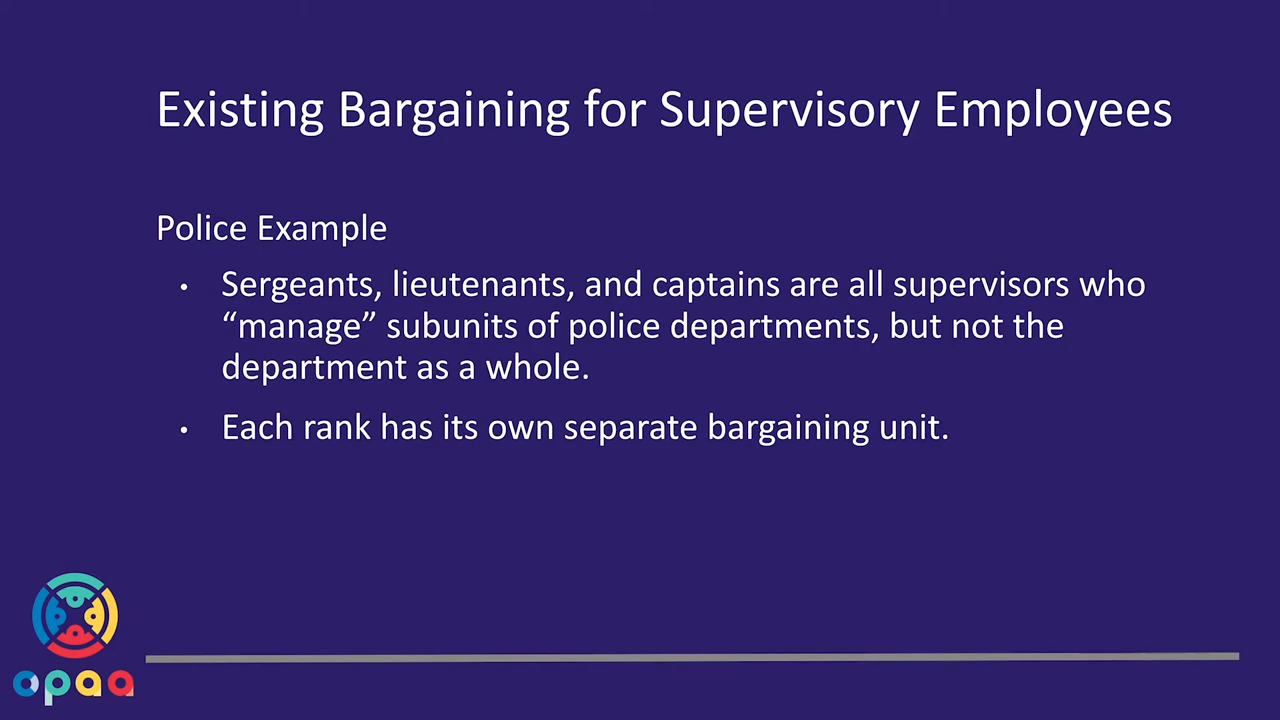 Existing Bargaining for Supervisory Employees
Police Example
• Sergeants, lieutenants, and captains are all supervisors who
“manage” subunits of police departments, but not the
department as a whole.
• Each rank has its own separate bargaining unit.
opaa